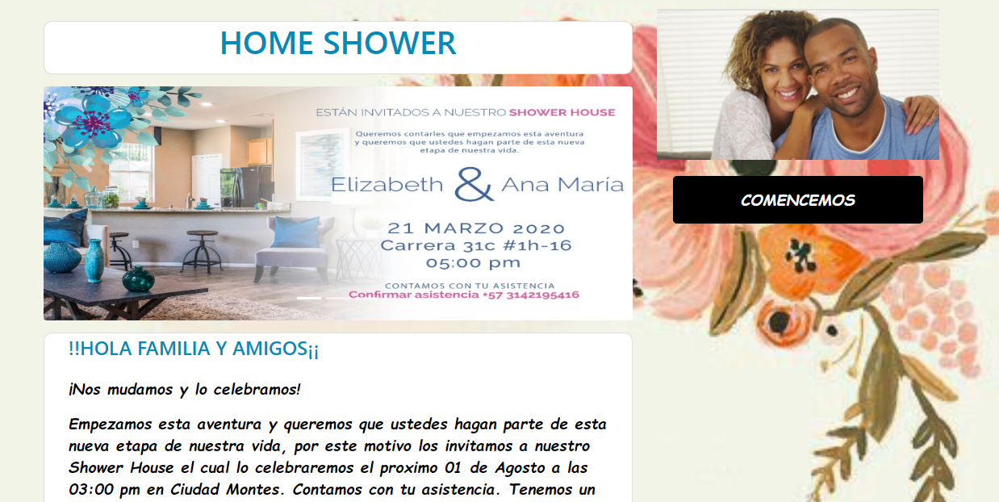 HOME SHOWER
ESTÁN INVITADOS A NUESTRO SHOWER HOUSE
Queremos contarles que empezamos esta aventura
y queremos que ustedes hagan parte de esta nueva
etapa de nuestra vida.
Elizabeth & Ana María
21 MARZO 2020
Carrera 31c #1h-16
05:00 pm
CONTAMOS CON TU ASISTENCIA
Confirmar asistencia +57 3142195416
!!HOLA FAMILIA Y AMIGOS¡¡
¡Nos mudamos y lo celebramos!
Empezamos esta aventura y queremos que ustedes hagan parte de esta
nueva etapa de nuestra vida, por este motivo los invitamos a nuestro
Shower House el cual lo celebraremos el proximo 01 de Agosto a las
03:00 pm en Ciudad Montes. Contamos con tu asistencia. Tenemos un
COMENCEMOS